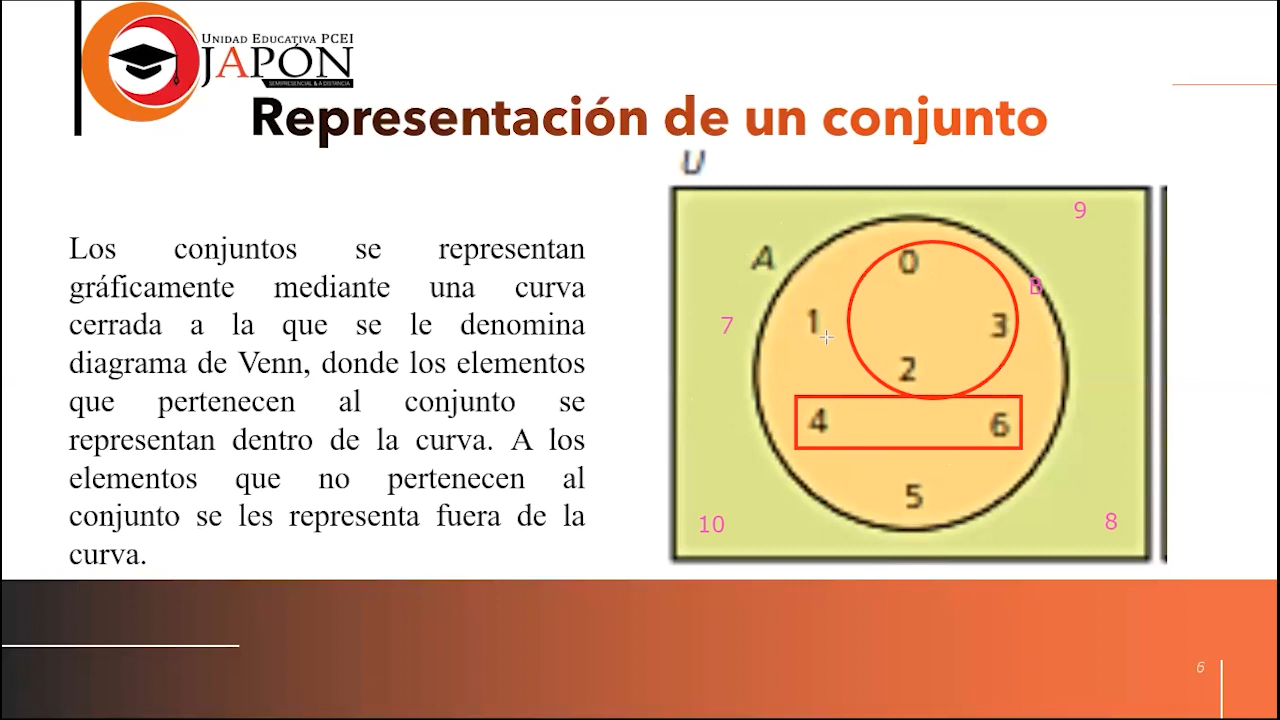 UNIDAD EDUCATIVA PCEI
JAPÓN
SEMIPRESENCIAL & A DISTANCIA
Representación de un conjunto
Los conjuntos se representan
gráficamente mediante una curva
cerrada a la que se le denomina
diagrama de Venn, donde los elementos
que pertenecen al conjunto se
representan dentro de la curva. A los
elementos que no pertenecen al
conjunto se les representa fuera de la
curva.
U
9
A
0
B
7
1
3
2
4
6
5
10
8
6